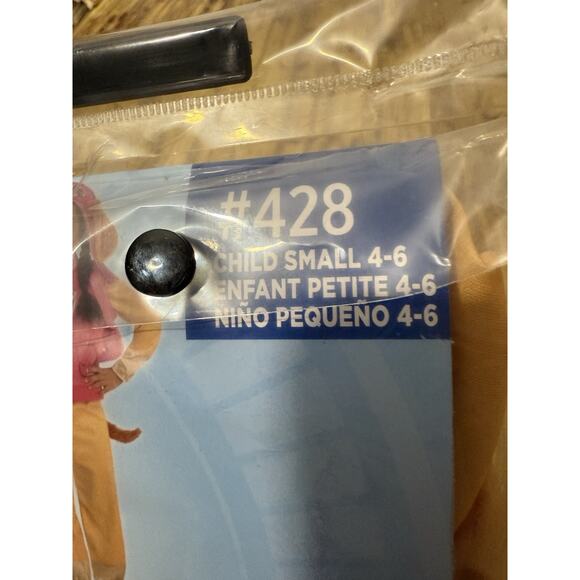 #428
CHILD SMALL 4-6
ENFANT PETITE 4-6
NIÑO PEQUEÑO 4-6